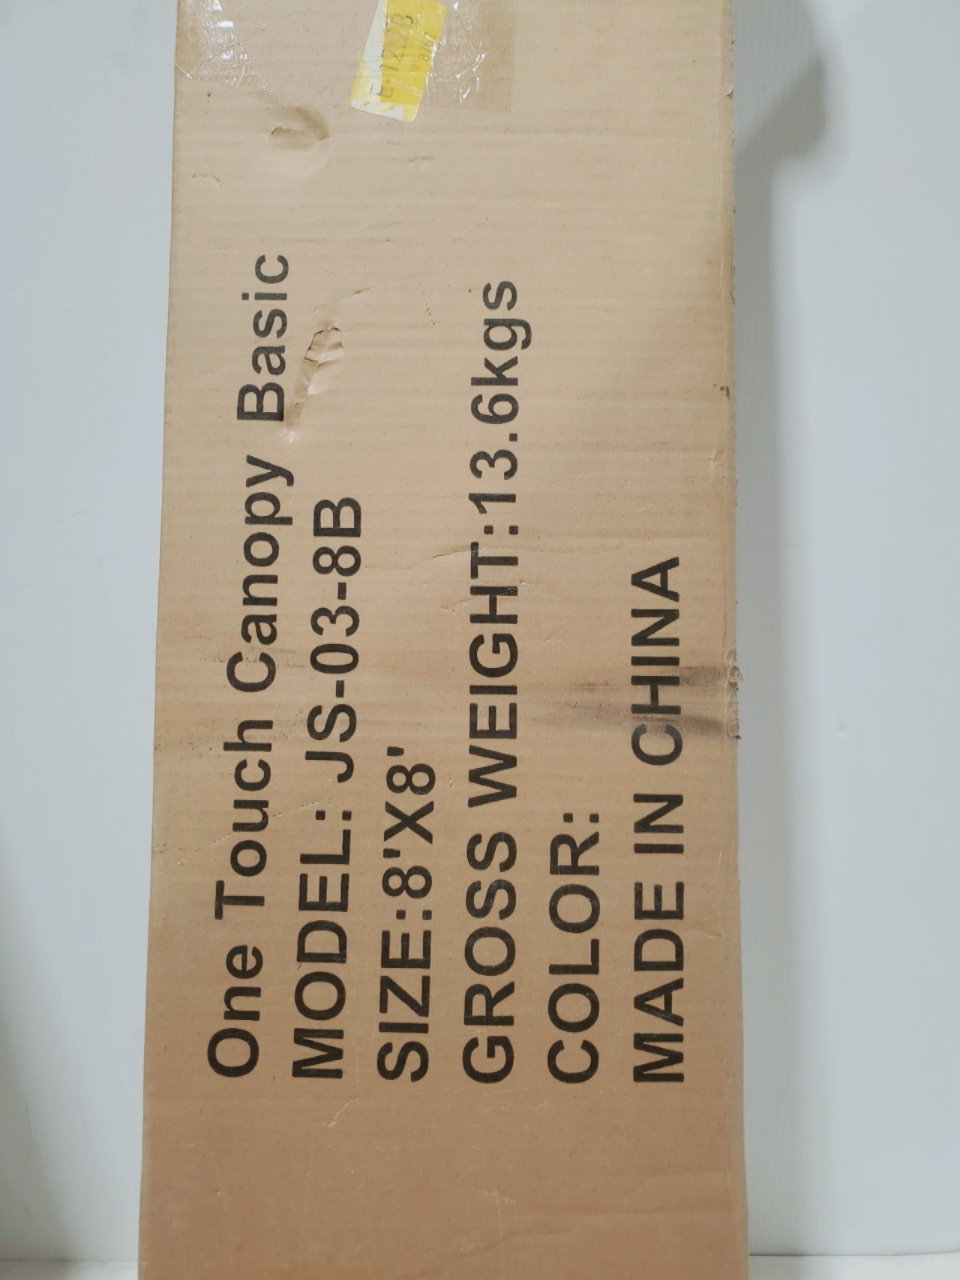 One Touch Canopy Basic
MODEL: JS-03-8B
SIZE:8'X8'
GROSS WEIGHT:13.6kgs
COLOR:
MADE IN CHINA